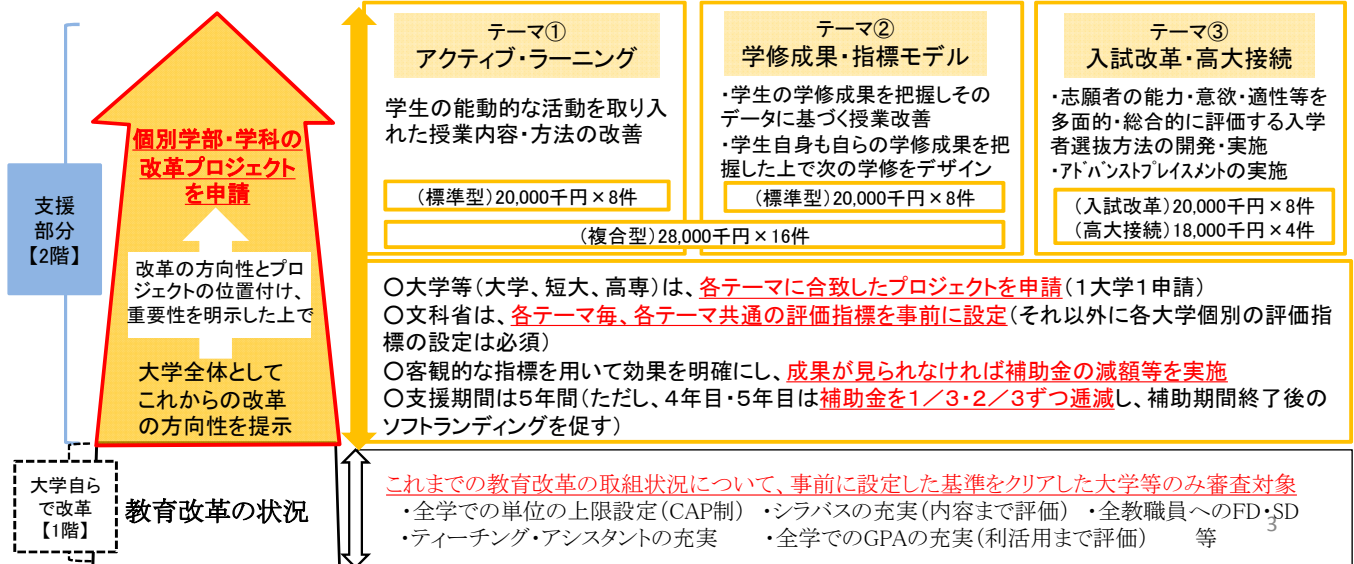 支援
部分
【2階】
個別学部・学科の
改革プロジェクト
を申請
改革の方向性とプロ
ジェクトの位置付け、
重要性を明示した上で
大学全体として
これからの改革
の方向性を提示
テーマ①
アクティブ・ラーニング
学生の能動的な活動を取り入
れた授業内容・方法の改善
(標準型)20,000千円×8件
テーマ②
学修成果・指標モデル
・学生の学修成果を把握しその
データに基づく授業改善
・学生自身も自らの学修成果を把
握した上で次の学修をデザイン
(標準型)20,000千円×8件
(複合型)28,000千円×16件
テーマ③
入試改革・高大接続
・志願者の能力・意欲・適性等を
多面的・総合的に評価する入学
者選抜方法の開発・実施
・アドバンストプレイスメントの実施
(入試改革)20,000千円×8件
(高大接続)18,000千円×4件
○大学等(大学、短大、高専)は、各テーマに合致したプロジェクトを申請(1大学1申請)
○文科省は、各テーマ毎、各テーマ共通の評価指標を事前に設定(それ以外に各大学個別の評価指
標の設定は必須)
○客観的な指標を用いて効果を明確にし、成果が見られなければ補助金の減額等を実施
○支援期間は5年間(ただし、4年目・5年目は補助金を1/3・2/3ずつ逓減し、補助期間終了後の
ソフトランディングを促す)
大学自ら
で改革
【1階】
教育改革の状況
これまでの教育改革の取組状況について、事前に設定した基準をクリアした大学等のみ審査対象
・全学での単位の上限設定(CAP制) ・シラバスの充実(内容まで評価) ・全教職員へのFD・SD
・ティーチング・アシスタントの充実 ・全学でのGPAの充実(利活用まで評価) 等
3